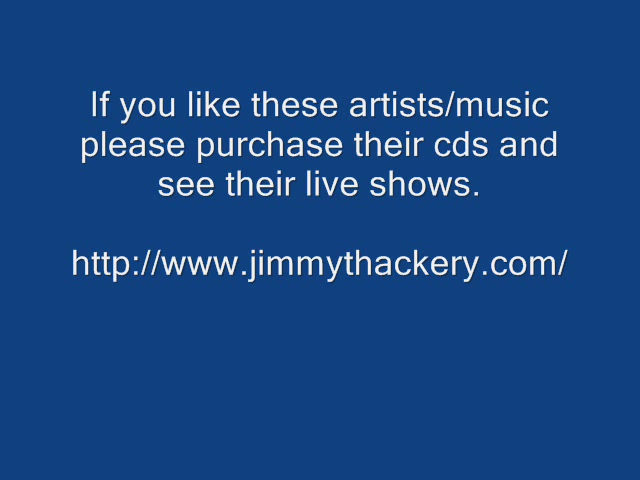 If you like these artists/music
please purchase their cds and
see their live shows.
http://www.jimmythackery.com/